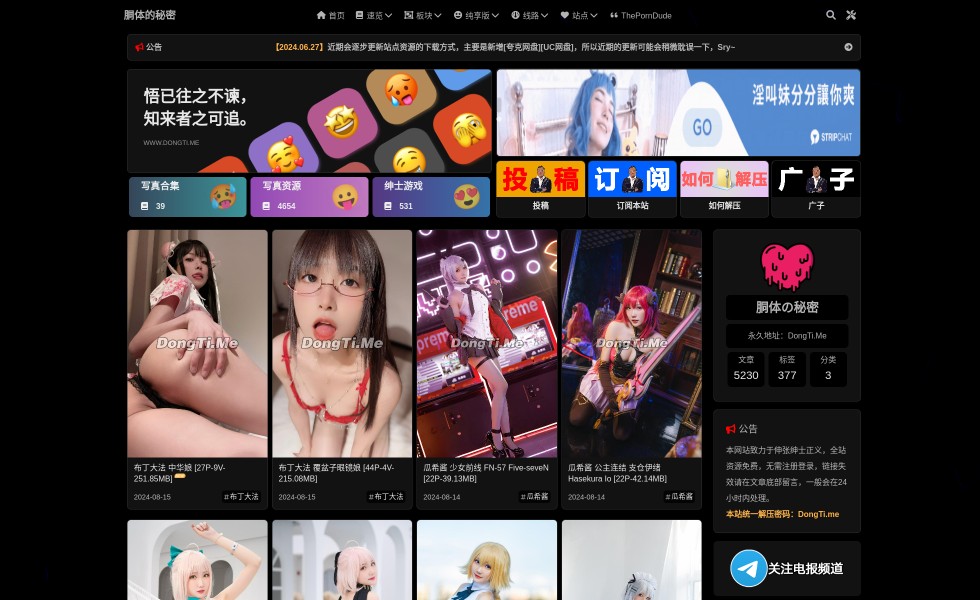 胴体的秘密
首页 速览 板块 纯享版 线路 站点 ThePornDude
公告
【2024.06.27】近期会逐步更新站点资源的下载方式，主要是新增[夸克网盘][UC网盘]，所以近期的更新可能会稍微耽误一下，Sry~
悟已往之不谏，
知来者之可追。
WWW.DONGTI.ME
淫叫妹分分讓你爽
GO
STRIPCHAT
写真合集
39
写真资源
4654
绅士游戏
531
投稿
投稿
订阅
订阅本站
如何解压
如何解压
广子
广子
DongTi.Me
DongTi.Me
DongTi.Me
DongTi.Me
布丁大法 中华娘 [27P-9V-
251.85MB]
2024-08-15 #布丁大法
布丁大法 覆盆子眼镜娘 [44P-4V-
215.08MB]
2024-08-15 #布丁大法
瓜希酱 少女前线 FN-57 Five-seveN
[22P-39.13MB]
2024-08-14 #瓜希酱
瓜希酱 公主连结 支仓伊绪
Hasekura Io [22P-42.14MB]
2024-08-14 #瓜希酱
胴体の秘密
永久地址：DongTi.Me
文章 标签 分类
5230 377 3
公告
本网站致力于伸张绅士正义，全站
资源免费，无需注册登录，链接失
效请在文章底部留言，一般会在24
小时内处理。
本站统一解压密码：DongTi.me
关注电报频道